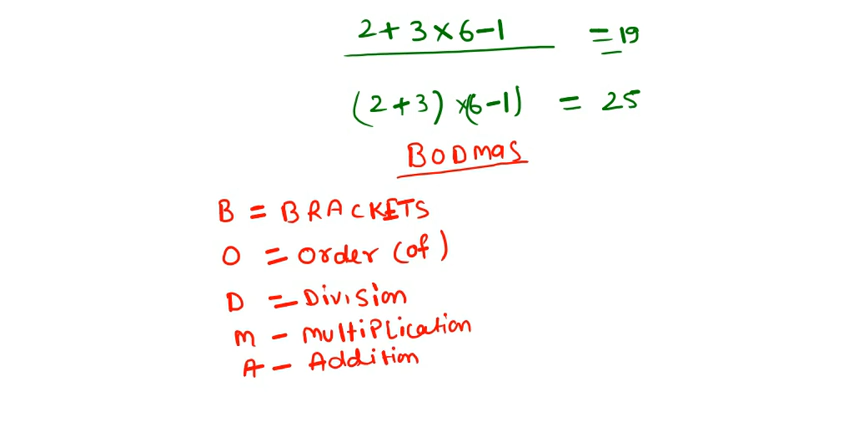 2+3×6-1 = 19
(2+3)×(6-1) = 25
BODMAS
B = BRACKETS
O = Order (of)
D = Division
M - Multiplication
A - Addition